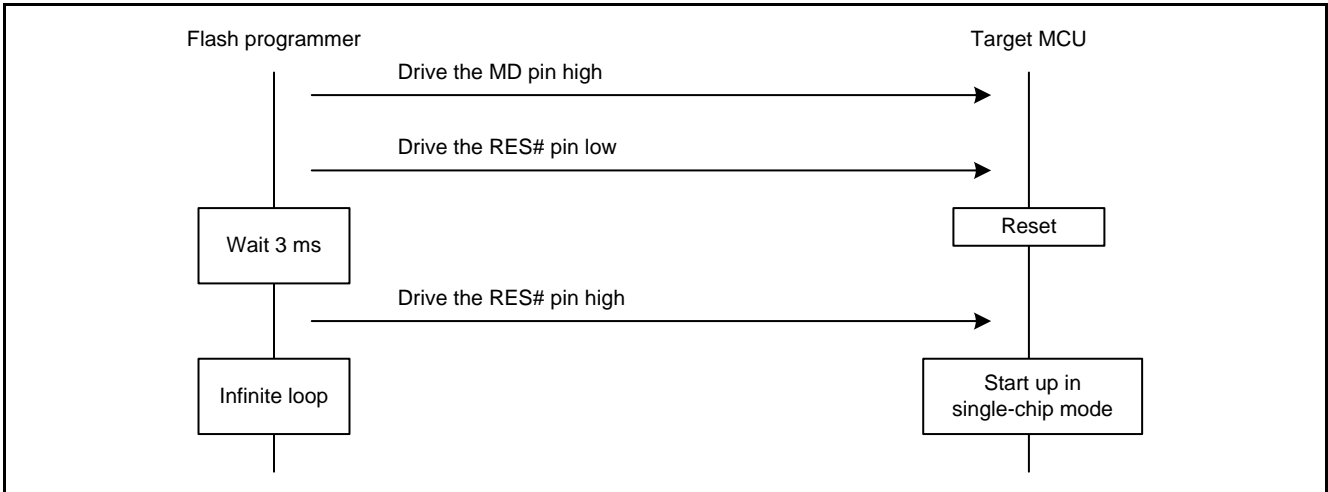 Flash programmer
Target MCU
Drive the MD pin high
Drive the RES# pin low
Wait 3 ms
Reset
Drive the RES# pin high
Infinite loop
Start up in
single-chip mode